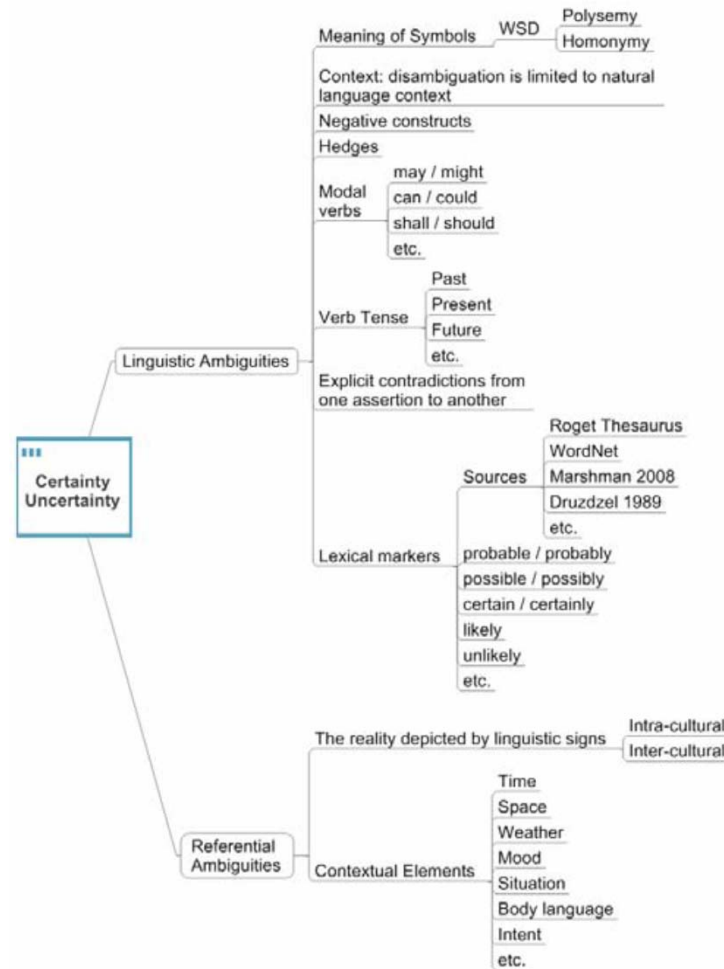 Certainty
Uncertainty
Linguistic Ambiguities
Meaning of Symbols
WSD
Polysemy
Homonymy
Context: disambiguation is limited to natural
language context
Negative constructs
Hedges
Modal
verbs
may / might
can / could
shall / should
etc.
Verb Tense
Past
Present
Future
etc.
Explicit contradictions from
one assertion to another
Lexical markers
Sources
Roget Thesaurus
WordNet
Marshman 2008
Druzdzel 1989
etc.
probable / probably
possible / possibly
certain / certainly
likely
unlikely
etc.
Referential
Ambiguities
The reality depicted by linguistic signs
Intra-cultural
Inter-cultural
Contextual Elements
Time
Space
Weather
Mood
Situation
Body language
Intent
etc.